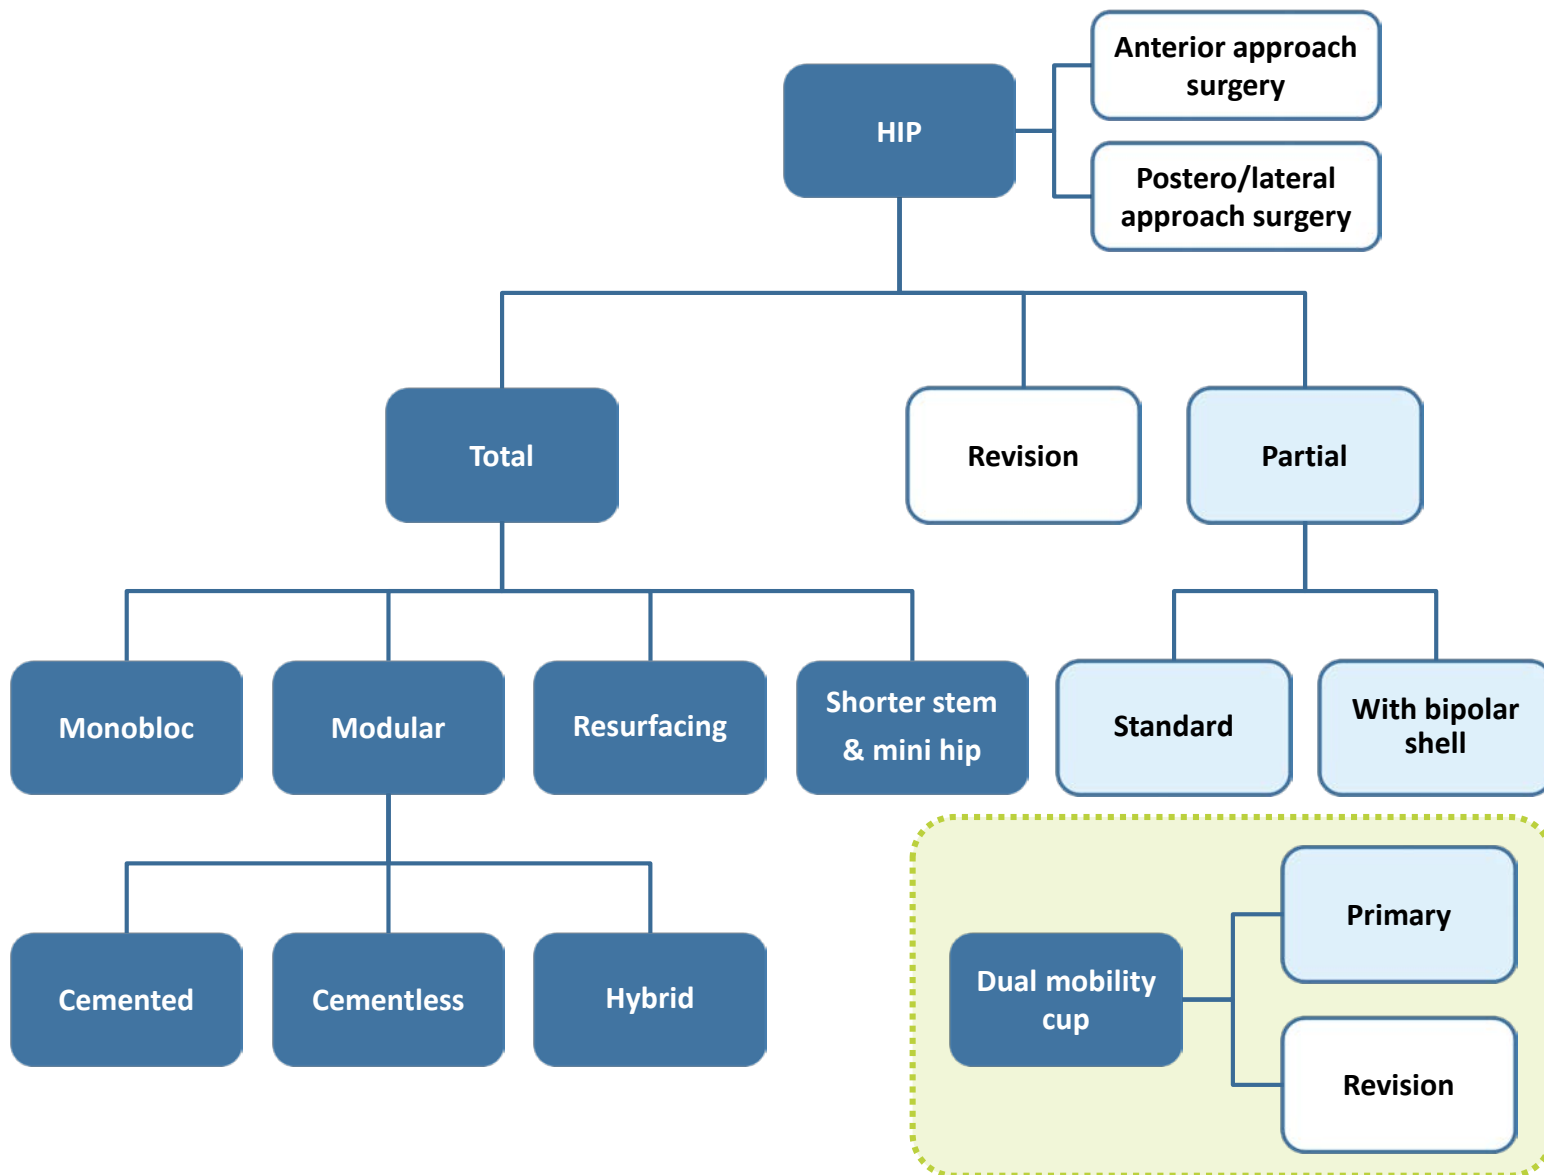 Anterior approach
surgery
HIP
Postero/lateral
approach surgery
Total
Revision
Partial
Monobloc
Modular
Resurfacing
Shorter stem
& mini hip
Standard
With bipolar
shell
Cemented
Cementless
Hybrid
Dual mobility
cup
Primary
Revision